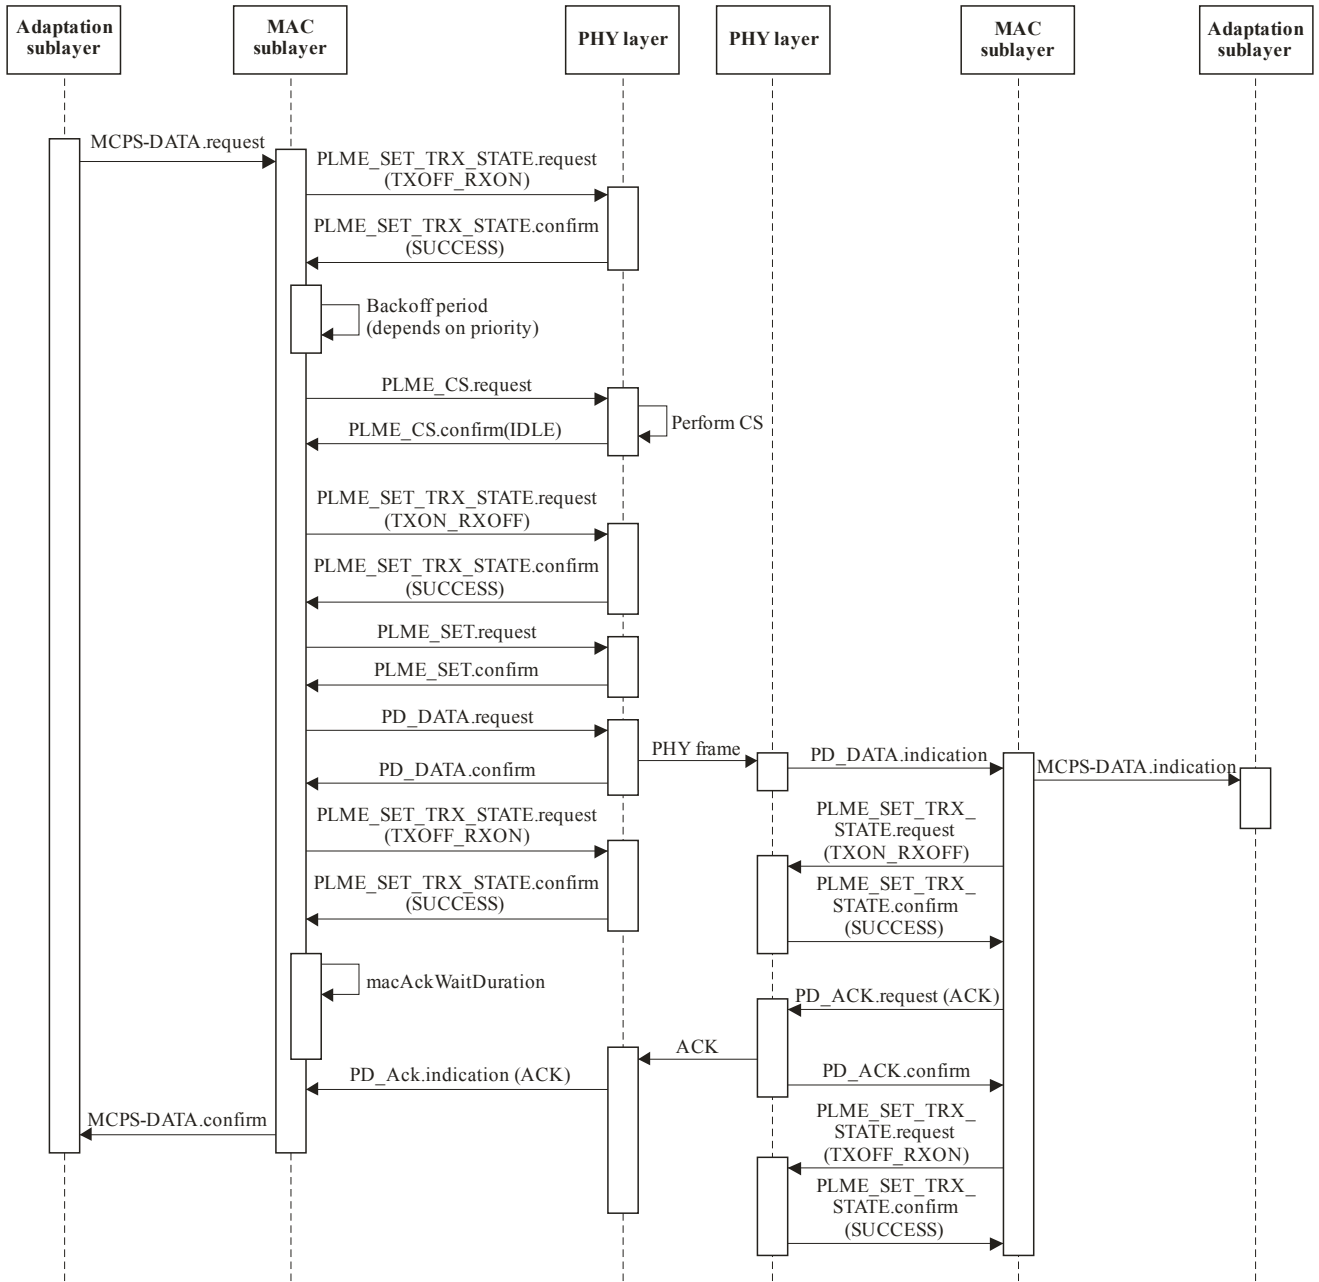 Adaptation
sublayer
MAC
sublayer
PHY layer
PHY layer
MAC
sublayer
Adaptation
sublayer
MCPS-DATA.request
PLME_SET_TRX_STATE.request
(TXOFF_RXON)
PLME_SET_TRX_STATE.confirm
(SUCCESS)
Backoff period
(depends on priority)
PLME_CS.request
Perform CS
PLME_CS.confirm(IDLE)
PLME_SET_TRX_STATE.request
(TXON_RXOFF)
PLME_SET_TRX_STATE.confirm
(SUCCESS)
PLME_SET.request
PLME_SET.confirm
PD_DATA.request
PHY frame
PD_DATA.indication
MCPS-DATA.indication
PD_DATA.confirm
PLME_SET_TRX_STATE.request
(TXOFF_RXON)
PLME_SET_TRX_
STATE.request
(TXON_RXOFF)
PLME_SET_TRX_STATE.confirm
(SUCCESS)
PLME_SET_TRX_
STATE.confirm
(SUCCESS)
macAckWaitDuration
PD_ACK.request (ACK)
ACK
PD_Ack.indication (ACK)
PD_ACK.confirm
MCPS-DATA.confirm
PLME_SET_TRX_
STATE.request
(TXOFF_RXON)
PLME_SET_TRX_
STATE.confirm
(SUCCESS)